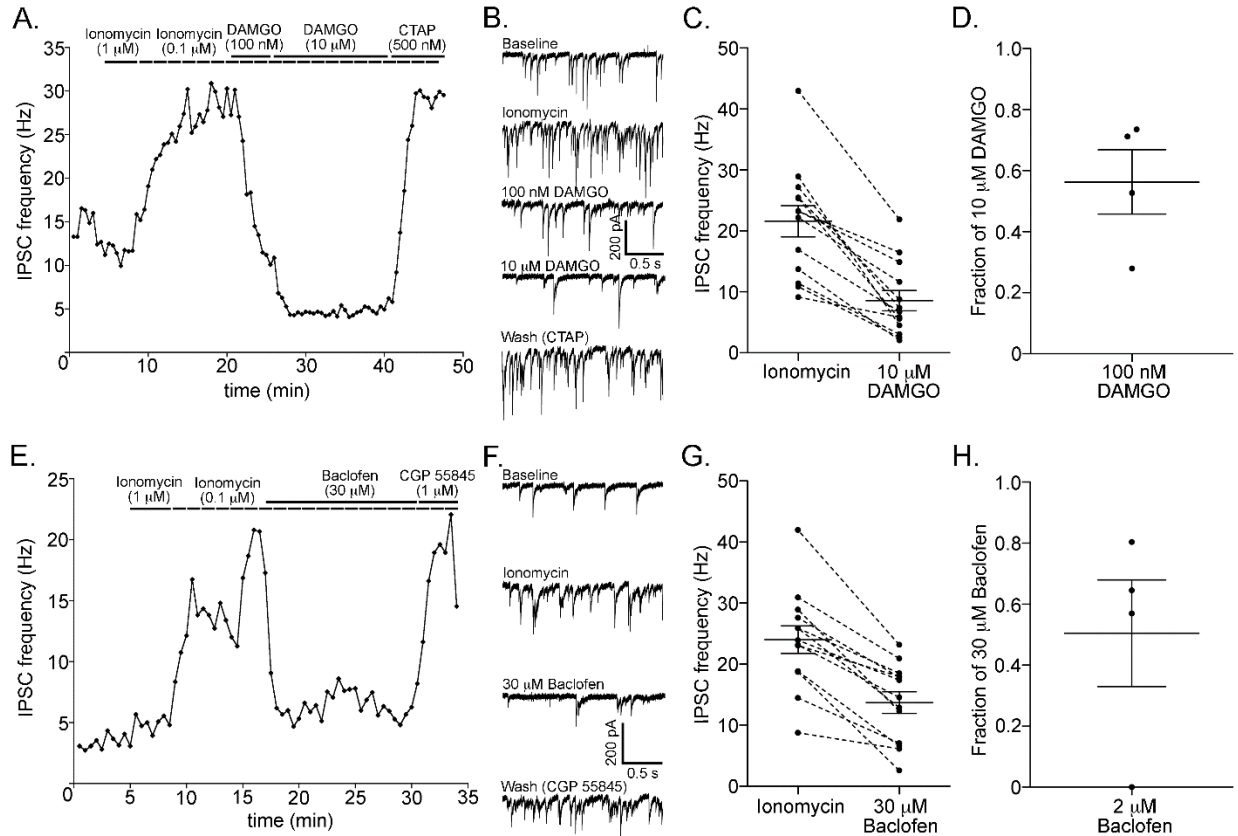 A.
Ionomycin
(1 µM)
Ionomycin
(0.1 µM)
DAMGO
(100 nM)
DAMGO
(10 µM)
CTAP
(500 nM)
35
30
25
20
15
10
5
0
IPSC frequency (Hz)
0
10
20
30
40
50
time (min)
B.
Baseline
Ionomycin
100 nM DAMGO
200 pA
0.5 s
10 µM DAMGO
Wash (CTAP)
C.
50
40
30
20
10
0
IPSC frequency (Hz)
Ionomycin
10 µM
DAMGO
D.
1.0
0.8
0.6
0.4
0.2
0
Fraction of 10 µM DAMGO
100 nM
DAMGO
E.
Ionomycin
(1 µM)
Ionomycin
(0.1 µM)
Baclofen
(30 µM)
CGP 55845
(1 µM)
25
20
15
10
5
0
IPSC frequency (Hz)
0
5
10
15
20
25
30
35
time (min)
F.
Baseline
Ionomycin
30 µM Baclofen
200 pA
0.5 s
Wash (CGP 55845)
G.
50
40
30
20
10
0
IPSC frequency (Hz)
Ionomycin
30 µM
Baclofen
H.
1.0
0.8
0.6
0.4
0.2
0
Fraction of 30 µM Baclofen
2 µM
Baclofen